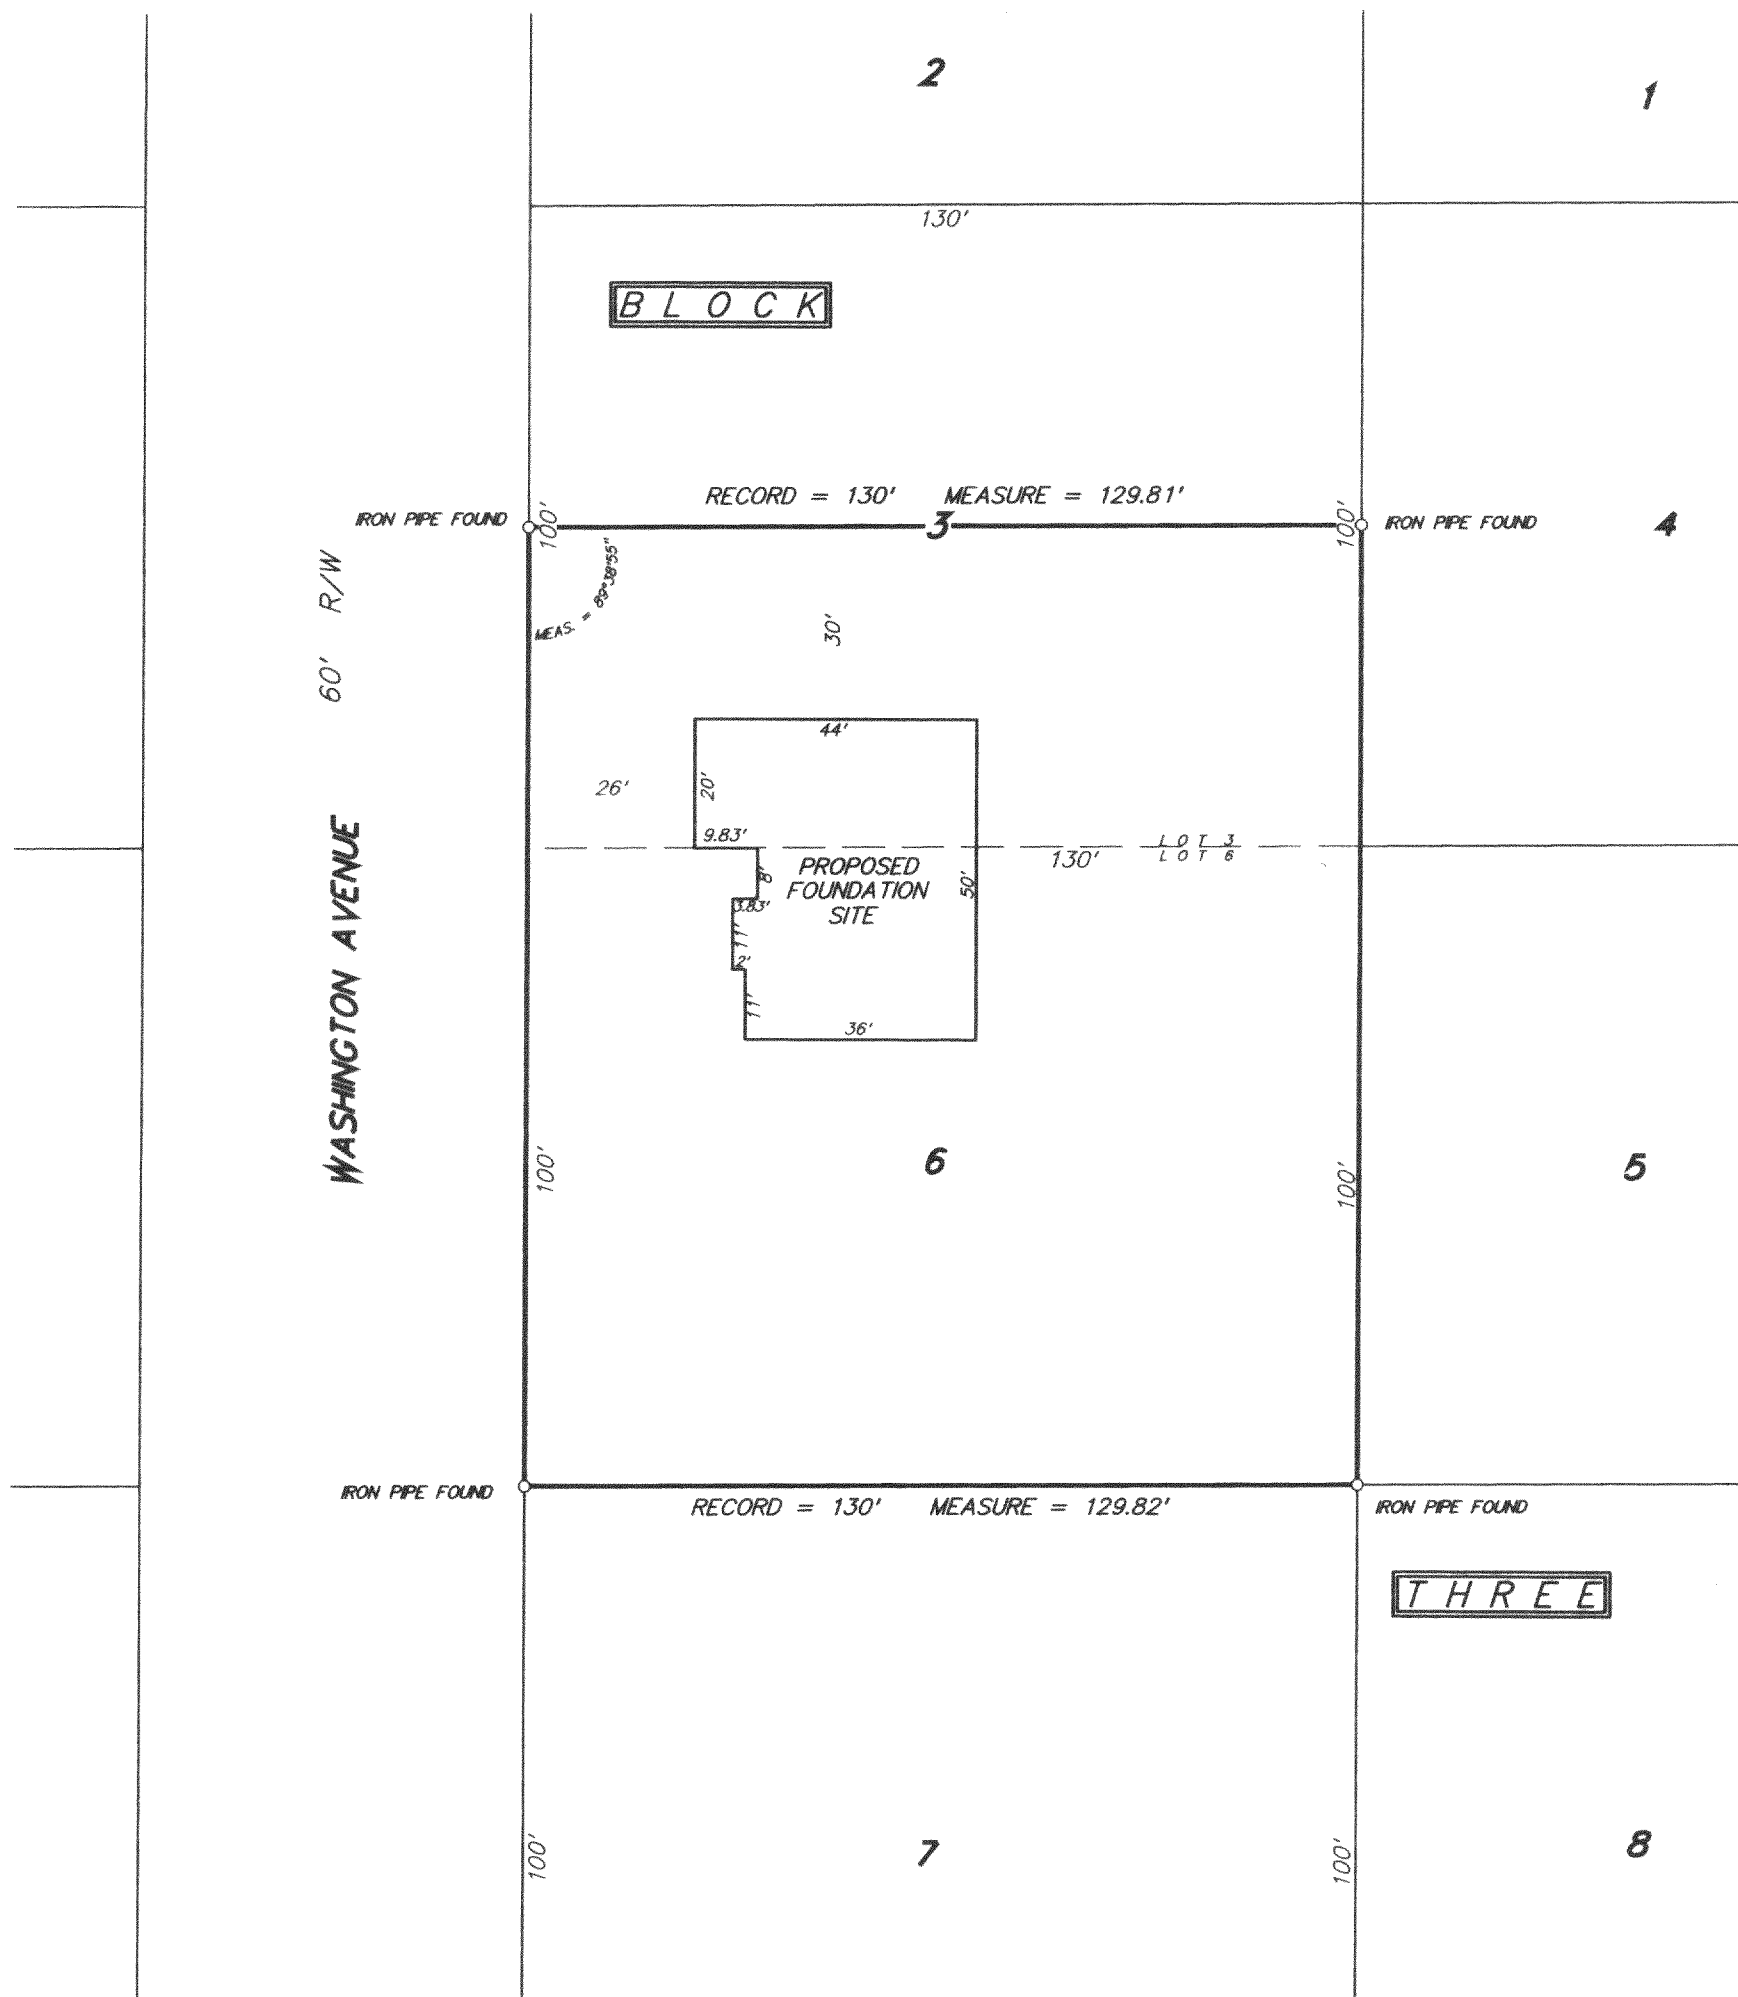 2
1
130'
B L O C K
RECORD = 130' MEASURE = 129.81'
IRON PIPE FOUND
100'
3
100'
IRON PIPE FOUND
4
MEAS. = 89°38'55"
60' R/W
30'
44'
26'
20'
9.83'
LOT 3
LOT 6
130'
PROPOSED
FOUNDATION
SITE
8'
50'
3.83'
11'
2'
11'
36'
WASHINGTON AVENUE
100'
6
100'
5
IRON PIPE FOUND
RECORD = 130' MEASURE = 129.82'
IRON PIPE FOUND
T H R E E
100'
7
100'
8